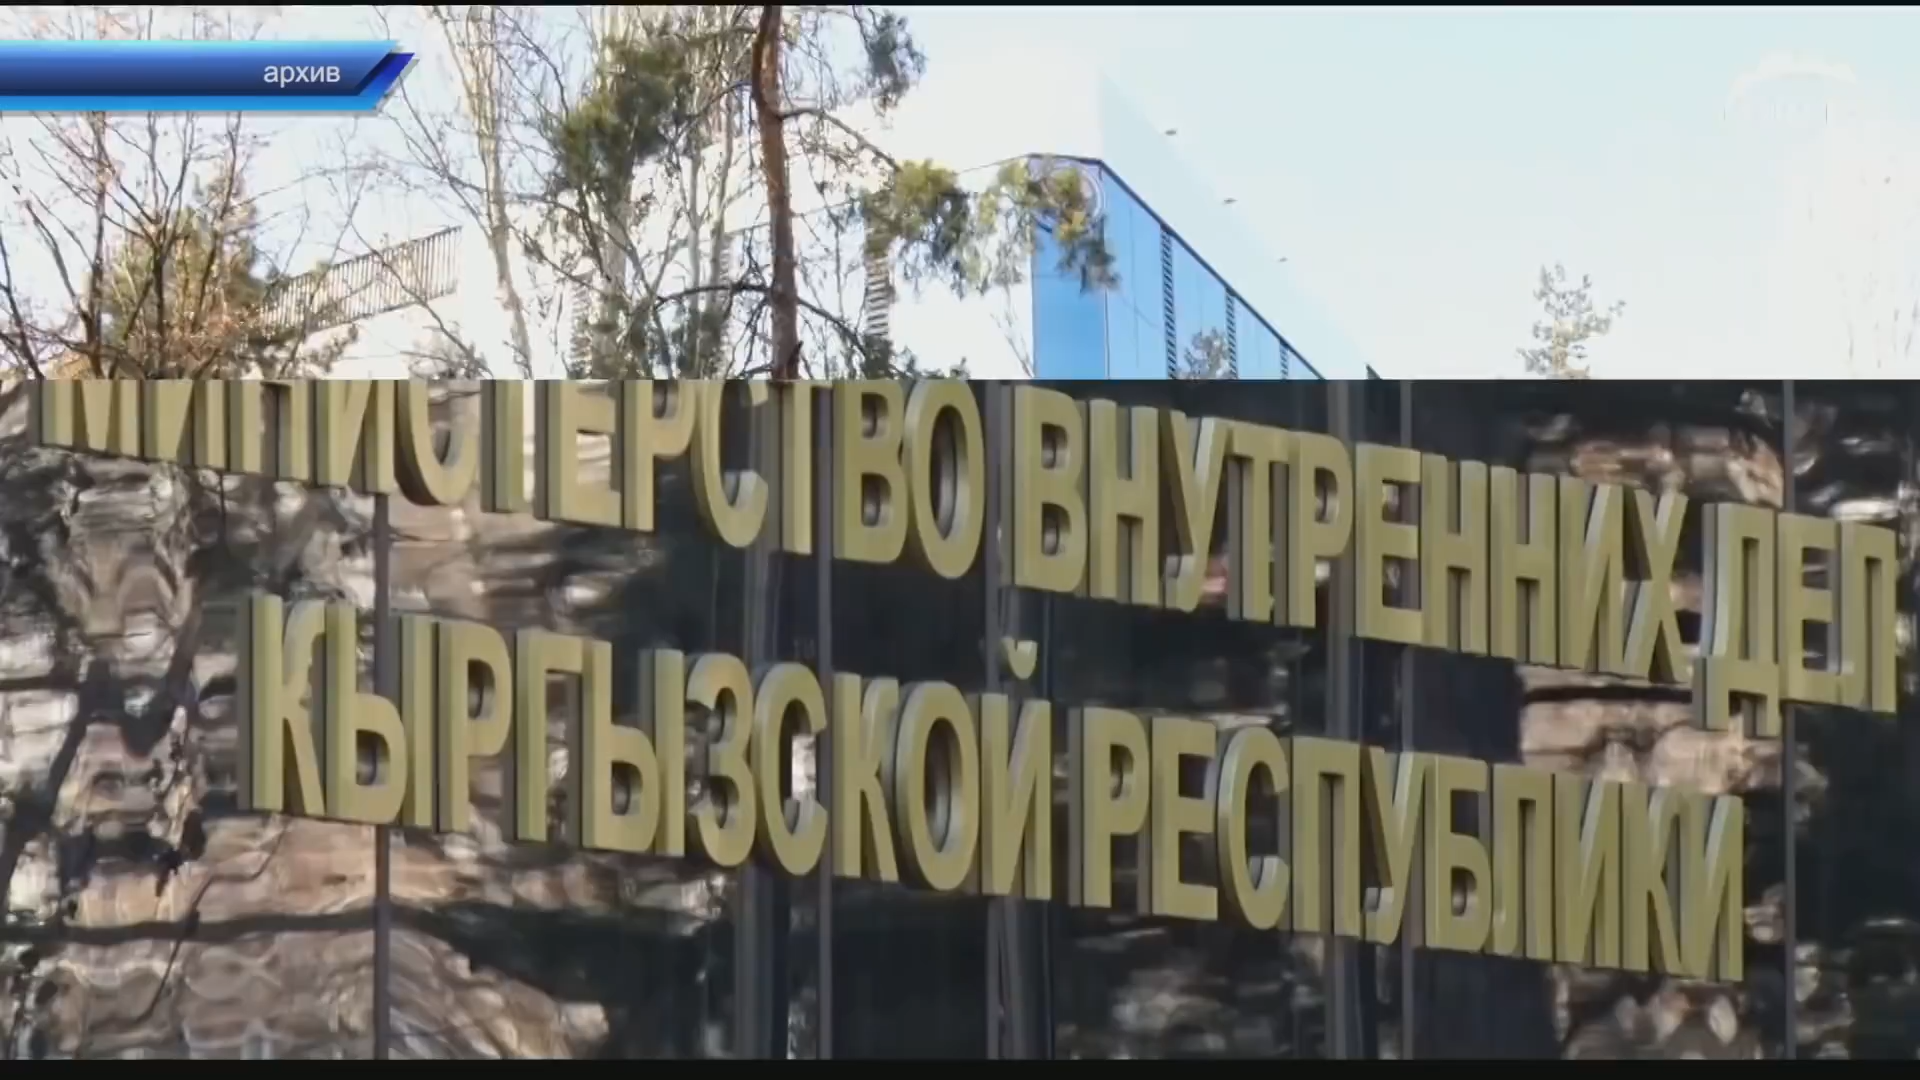 архив
МИНИСТЕРСТВО ВНУТРЕННИХ ДЕЛ
КЫРГЫЗСКОЙ РЕСПУБЛИКИ